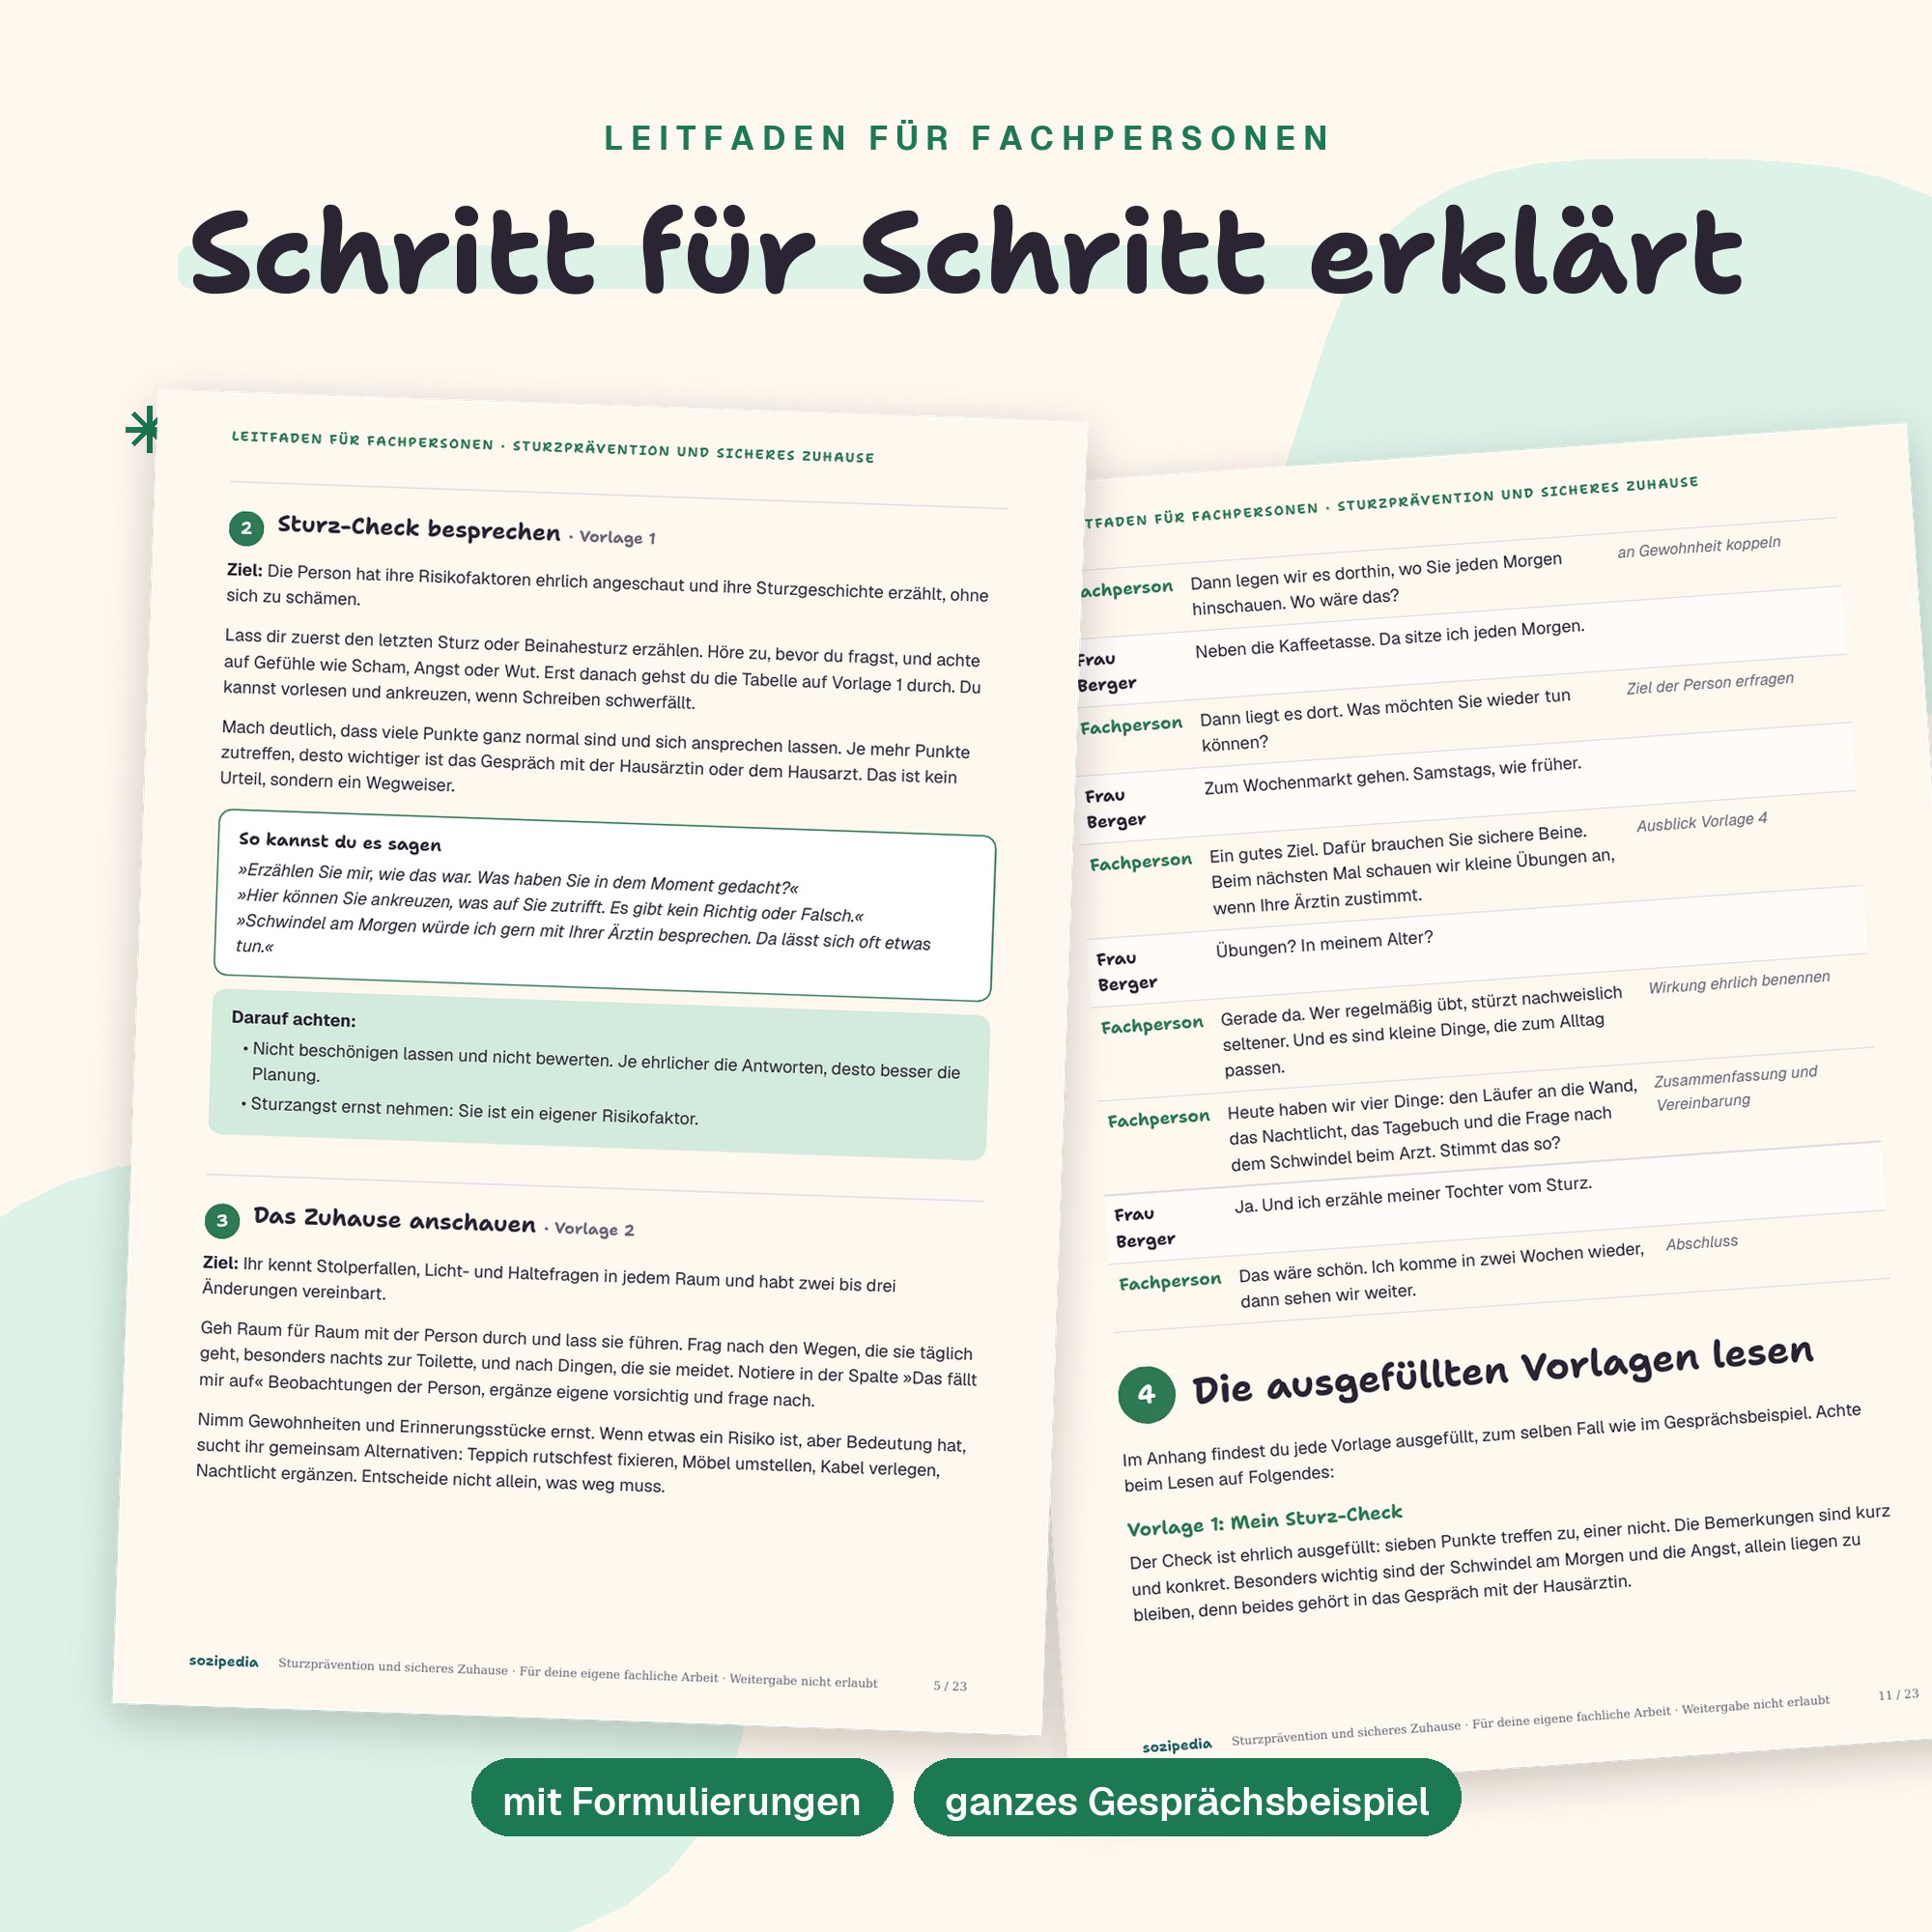 LEITFADEN FÜR FACHPERSONEN
Schritt für Schritt erklärt
LEITFADEN FÜR FACHPERSONEN · STURZPRÄVENTION UND SICHERES ZUHAUSE
2 Sturz-Check besprechen · Vorlage 1
Ziel: Die Person hat ihre Risikofaktoren ehrlich angeschaut und ihre Sturzgeschichte erzählt, ohne
sich zu schämen.
Lass dir zuerst den letzten Sturz oder Beinahesturz erzählen. Höre zu, bevor du fragst, und achte
auf Gefühle wie Scham, Angst oder Wut. Erst danach gehst du die Tabelle auf Vorlage 1 durch. Du
kannst vorlesen und ankreuzen, wenn Schreiben schwerfällt.
Mach deutlich, dass viele Punkte ganz normal sind und sich ansprechen lassen. Je mehr Punkte
zutreffen, desto wichtiger ist das Gespräch mit der Hausärztin oder dem Hausarzt. Das ist kein
Urteil, sondern ein Wegweiser.
So kannst du es sagen
»Erzählen Sie mir, wie das war. Was haben Sie in dem Moment gedacht?«
»Hier können Sie ankreuzen, was auf Sie zutrifft. Es gibt kein Richtig oder Falsch.«
»Schwindel am Morgen würde ich gern mit Ihrer Ärztin besprechen. Da lässt sich oft etwas
tun.«
Darauf achten:
• Nicht beschönigen lassen und nicht bewerten. Je ehrlicher die Antworten, desto besser die
Planung.
• Sturzangst ernst nehmen: Sie ist ein eigener Risikofaktor.
3 Das Zuhause anschauen · Vorlage 2
Ziel: Ihr kennt Stolperfallen, Licht- und Haltefragen in jedem Raum und habt zwei bis drei
Änderungen vereinbart.
Geh Raum für Raum mit der Person durch und lass sie führen. Frag nach den Wegen, die sie täglich
geht, besonders nachts zur Toilette, und nach Dingen, die sie meidet. Notiere in der Spalte »Das fällt
mir auf« Beobachtungen der Person, ergänze eigene vorsichtig und frage nach.
Nimm Gewohnheiten und Erinnerungsstücke ernst. Wenn etwas ein Risiko ist, aber Bedeutung hat,
sucht ihr gemeinsam Alternativen: Teppich rutschfest fixieren, Möbel umstellen, Kabel verlegen,
Nachtlicht ergänzen. Entscheide nicht allein, was weg muss.
sozipedia Sturzprävention und sicheres Zuhause · Für deine eigene fachliche Arbeit · Weitergabe nicht erlaubt 5 / 23
TFADEN FÜR FACHPERSONEN · STURZPRÄVENTION UND SICHERES ZUHAUSE
achperson Dann legen wir es dorthin, wo Sie jeden Morgen an Gewohnheit koppeln
hinschauen. Wo wäre das?
Frau Neben die Kaffeetasse. Da sitze ich jeden Morgen.
Berger
Fachperson Dann liegt es dort. Was möchten Sie wieder tun Ziel der Person erfragen
können?
Frau Zum Wochenmarkt gehen. Samstags, wie früher.
Berger
Fachperson Ein gutes Ziel. Dafür brauchen Sie sichere Beine. Ausblick Vorlage 4
Beim nächsten Mal schauen wir kleine Übungen an,
wenn Ihre Ärztin zustimmt.
Frau Übungen? In meinem Alter?
Berger
Fachperson Gerade da. Wer regelmäßig übt, stürzt nachweislich Wirkung ehrlich benennen
seltener. Und es sind kleine Dinge, die zum Alltag
passen.
Fachperson Heute haben wir vier Dinge: den Läufer an die Wand, Zusammenfassung und
das Nachtlicht, das Tagebuch und die Frage nach Vereinbarung
dem Schwindel beim Arzt. Stimmt das so?
Frau Ja. Und ich erzähle meiner Tochter vom Sturz.
Berger
Fachperson Das wäre schön. Ich komme in zwei Wochen wieder, Abschluss
dann sehen wir weiter.
4 Die ausgefüllten Vorlagen lesen
Im Anhang findest du jede Vorlage ausgefüllt, zum selben Fall wie im Gesprächsbeispiel. Achte
beim Lesen auf Folgendes:
Vorlage 1: Mein Sturz-Check
Der Check ist ehrlich ausgefüllt: sieben Punkte treffen zu, einer nicht. Die Bemerkungen sind kurz
und konkret. Besonders wichtig sind der Schwindel am Morgen und die Angst, allein liegen zu
bleiben, denn beides gehört in das Gespräch mit der Hausärztin.
sozipedia Sturzprävention und sicheres Zuhause · Für deine eigene fachliche Arbeit · Weitergabe nicht erlaubt 11 / 23
mit Formulierungen
ganzes Gesprächsbeispiel